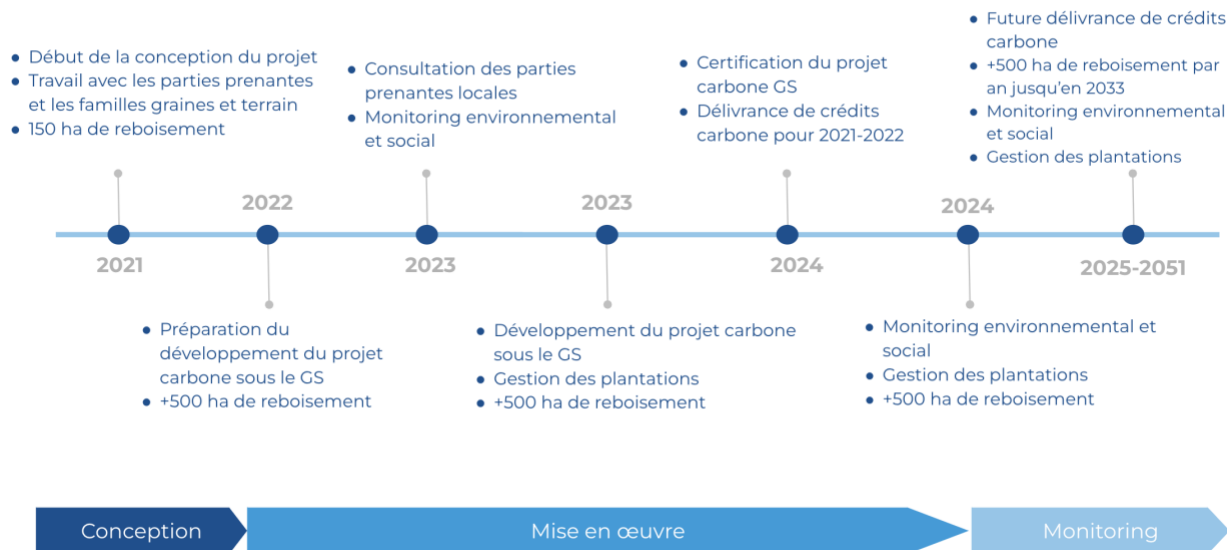 • Début de la conception du projet
• Travail avec les parties prenantes
et les familles graines et terrain
• 150 ha de reboisement
• Consultation des parties
prenantes locales
• Monitoring environnemental
et social
• Certification du projet
carbone GS
• Délivrance de crédits
carbone pour 2021-2022
• Future délivrance de crédits
carbone
• +500 ha de reboisement par
an jusqu'en 2033
• Monitoring environnemental
et social
• Gestion des plantations
2021
2022
2023
2023
2024
2024
2025-2051
• Préparation du
développement du projet
carbone sous le GS
• +500 ha de reboisement
• Développement du projet carbone
sous le GS
• Gestion des plantations
• +500 ha de reboisement
• Monitoring environnemental et
social
• Gestion des plantations
• +500 ha de reboisement
Conception
Mise en œuvre
Monitoring